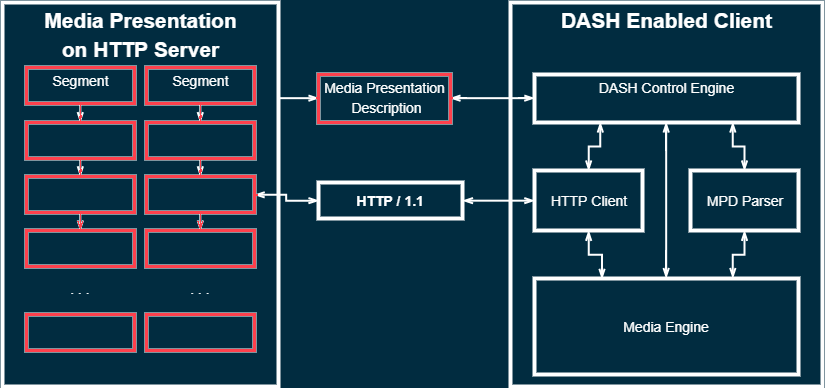 Media Presentation
on HTTP Server
Segment
Segment
. . .
. . .
Media Presentation
Description
HTTP / 1.1
DASH Enabled Client
DASH Control Engine
HTTP Client
MPD Parser
Media Engine